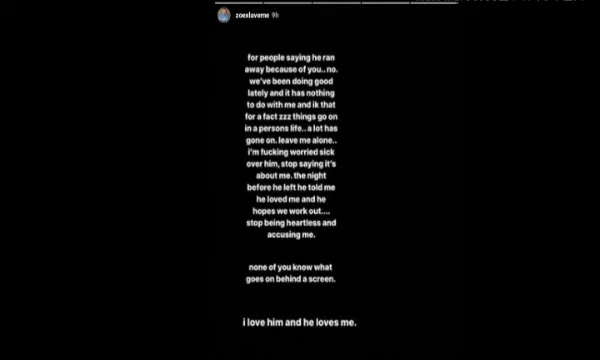 zoexlaveme 9h
for people saying he ran
away because of you.. no.
we've been doing good
lately and it has nothing
to do with me and ik that
for a fact zzz things go on
in a persons life.. a lot has
gone on. leave me alone..
i'm fucking worried sick
over him, stop saying it's
about me. the night
before he left he told me
he loved me and he
hopes we work out....
stop being heartless and
accusing me.
none of you know what
goes on behind a screen.
i love him and he loves me.